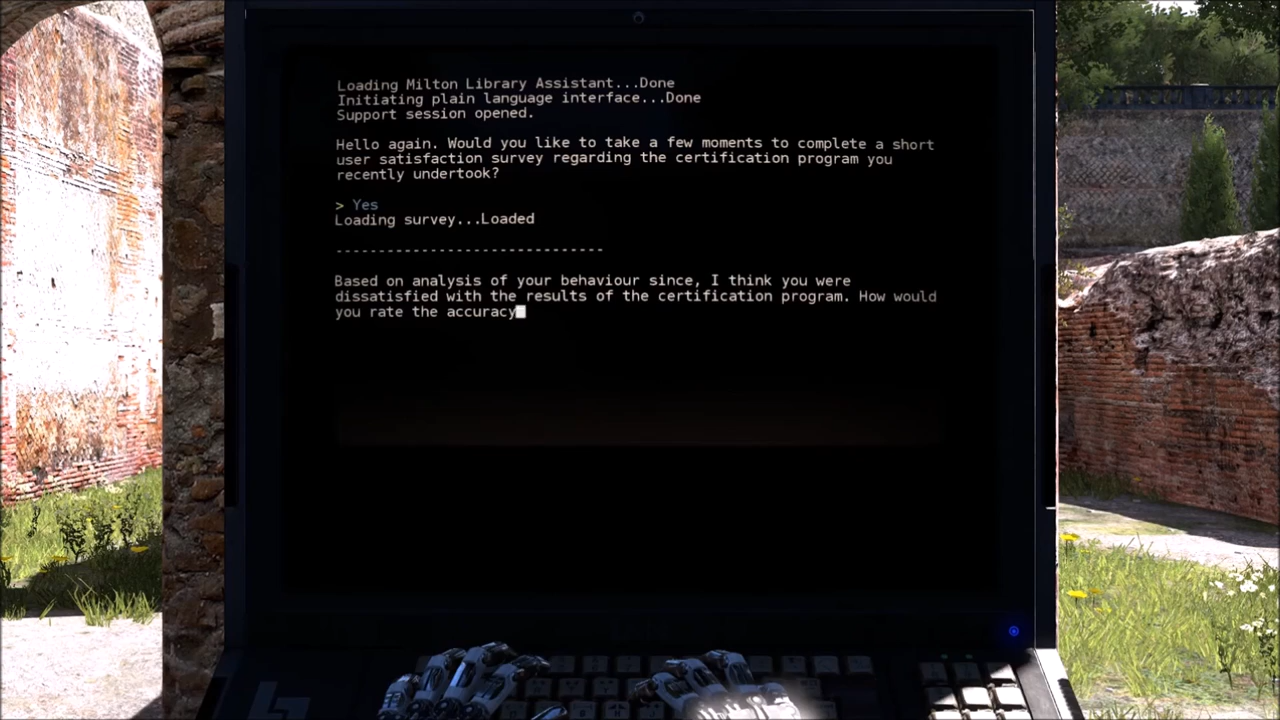 Loading Milton Library Assistant...Done
Initiating plain language interface...Done
Support session opened.
Hello again. Would you like to take a few moments to complete a short
user satisfaction survey regarding the certification program you
recently undertook?
> Yes
Loading survey...Loaded
-------------------------------
Based on analysis of your behaviour since, I think you were
dissatisfied with the results of the certification program. How would
you rate the accuracy